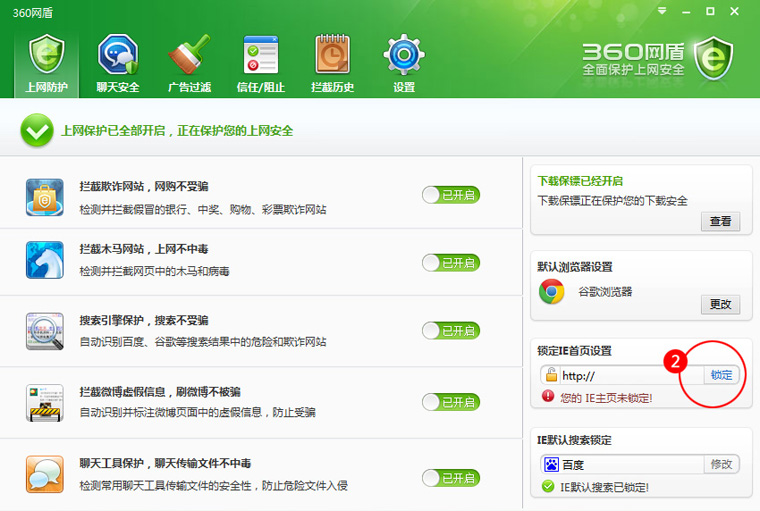 360网盾
上网防护
聊天安全
广告过滤
信任/阻止
拦截历史
设置
360网盾
全面保护上网安全
上网保护已全部开启，正在保护您的上网安全
拦截欺诈网站，网购不受骗
检测并拦截假冒的银行、中奖、购物、彩票欺诈网站
已开启
拦截木马网站，上网不中毒
检测并拦截网页中的木马和病毒
已开启
搜索引擎保护，搜索不受骗
自动识别百度、谷歌等搜索结果中的危险和欺诈网站
已开启
拦截微博虚假信息，刷微博不被骗
自动识别并标注微博页面中的虚假信息，防止受骗
已开启
聊天工具保护，聊天传输文件不中毒
检测常用聊天工具传输文件的安全性，防止危险文件入侵
已开启
下载保镖已经开启
下载保镖正在保护您的下载安全
查看
默认浏览器设置
谷歌浏览器
更改
锁定IE首页设置
2
http://
锁定
您的 IE主页未锁定!
IE默认搜索锁定
百度
修改
IE默认搜索已锁定!